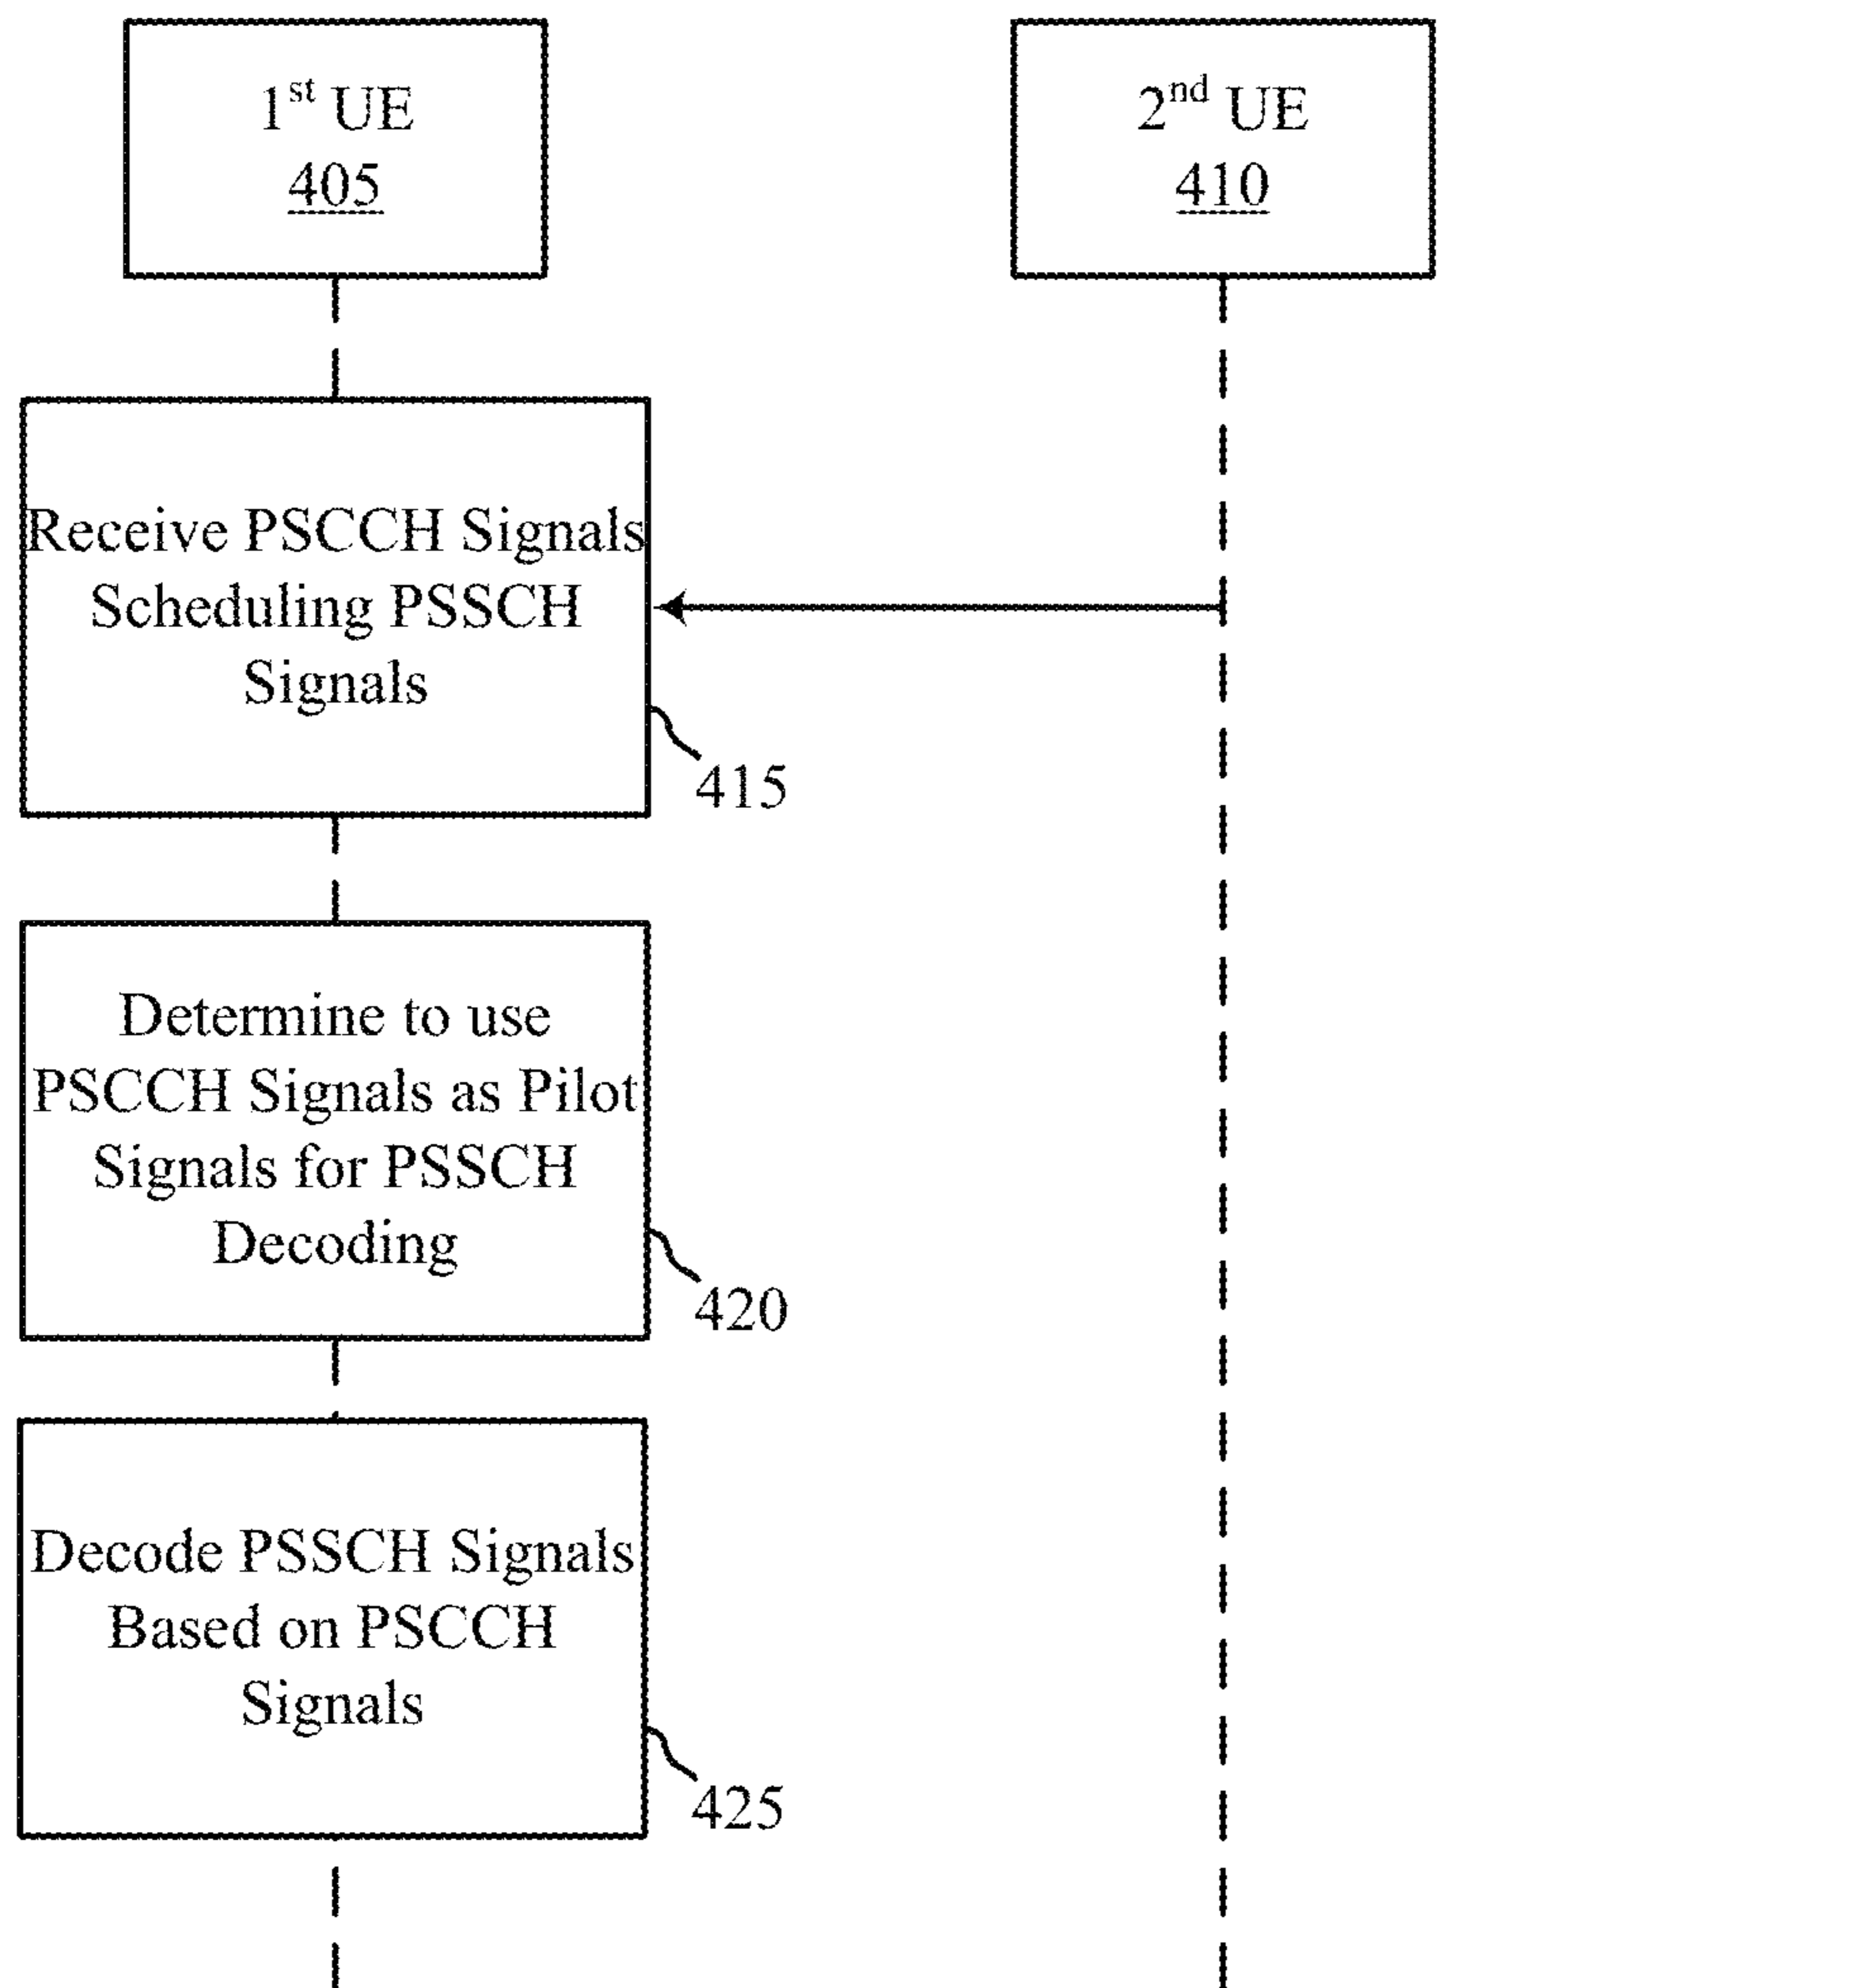 1st UE
405
2nd UE
410
Receive PSCCH Signals
Scheduling PSSCH
Signals
415
Determine to use
PSCCH Signals as Pilot
Signals for PSSCH
Decoding
420
Decode PSSCH Signals
Based on PSCCH
Signals
425